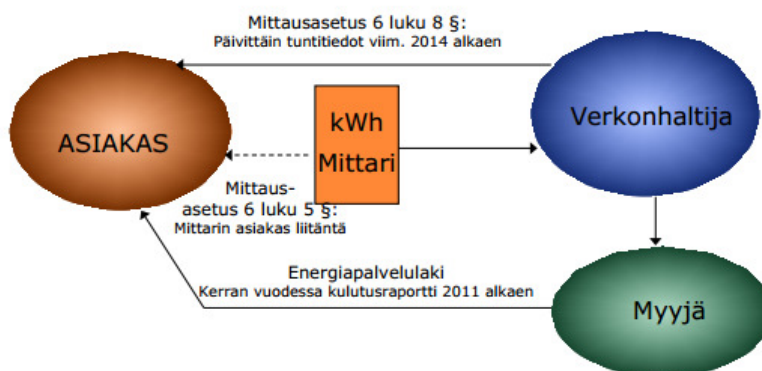 Mittausasetus 6 luku 8 §:
Päivittäin tuntitiedot viim. 2014 alkaen
ASIAKAS
kWh
Mittari
Verkonhaltija
Mittaus-
asetus 6 luku 5 §:
Mittarin asiakas liitäntä
Energiapalvelulaki
Kerran vuodessa kulutusraportti 2011 alkaen
Myyjä